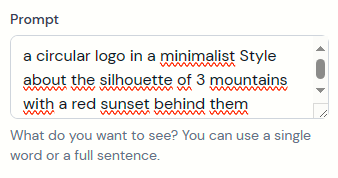 Prompt
a circular logo in a minimalist Style
about the silhouette of 3 mountains
with a red sunset behind them
What do you want to see? You can use a single
word or a full sentence.